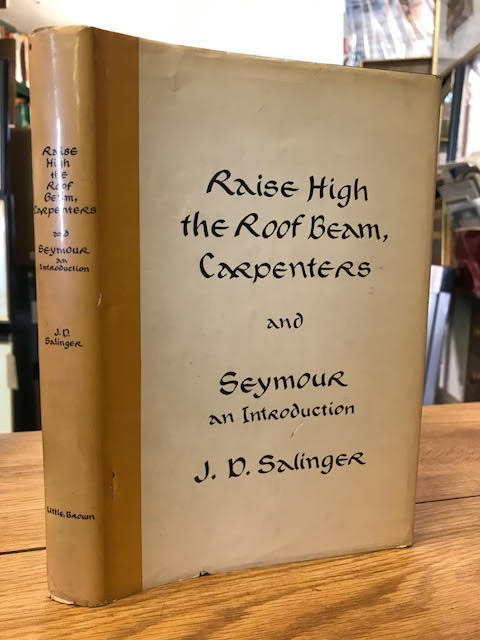 Raise
High
the
Roof
Beam,
Carpenters
and
Seymour
an
Introduction
J. D.
Salinger
Little, Brown
Raise High
the Roof Beam,
Carpenters
and
Seymour
an Introduction
J. D. Salinger